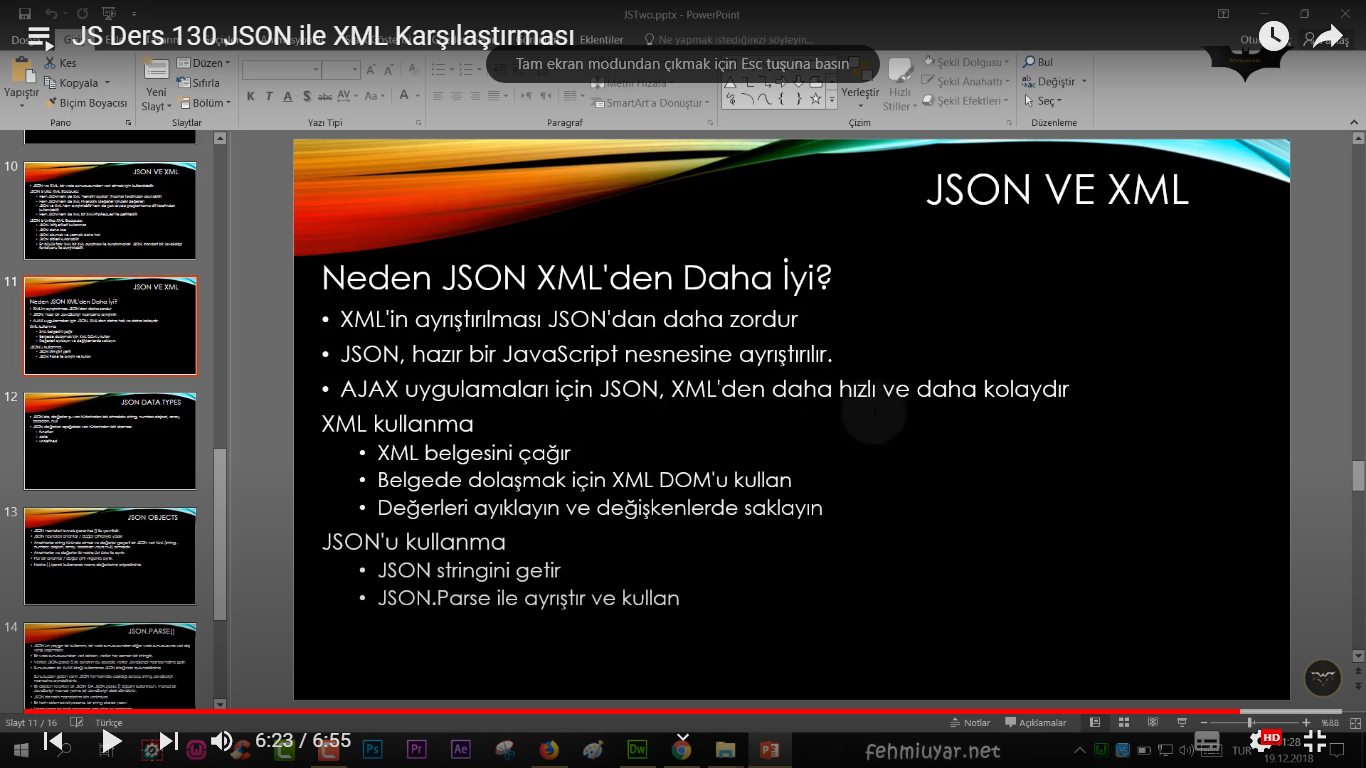 JSTwo.pptx - PowerPoint
JS Ders 130 JSON ile XML Karşılaştırması
Eklentiler
Ne yapmak istediğinizi söyleyin...
Tam ekran modundan çıkmak için Esc tuşuna basın
Yapıştır
Kes
Kopyala
Biçim Boyacısı
Pano
Yeni
Slayt
Düzen
Sıfırla
Bölüm
Slaytlar
K T A S abc AV Aa A
Yazı Tipi
Metni Hizala
SmartArt'a Dönüştür
Paragraf
Yerleştir
Hızlı
Stiller
Şekil Dolgusu
Şekil Anahattı
Şekil Efektleri
Çizim
Bul
Değiştir
Seç
Düzenleme
10
JSON VE XML
11
JSON VE XML
Neden JSON XML'den Daha İyi?
12
JSON DATA TYPES
13
JSON OBJECTS
14
JSON.PARSE()
JSON VE XML
Neden JSON XML'den Daha İyi?
• XML'in ayrıştırılması JSON'dan daha zordur
• JSON, hazır bir JavaScript nesnesine ayrıştırılır.
• AJAX uygulamaları için JSON, XML'den daha hızlı ve daha kolaydır
XML kullanma
• XML belgesini çağır
• Belgede dolaşmak için XML DOM'u kullan
• Değerleri ayıklayın ve değişkenlerde saklayın
JSON'u kullanma
• JSON stringini getir
• JSON.Parse ile ayrıştır ve kullan
Slayt 11 / 16
Türkçe
Notlar
Açıklamalar
%88
6:23 / 6:55
Ps
Pr
Ae
Dw
fehmiuyar.net
TUR
HD
1:28
19.12.2018